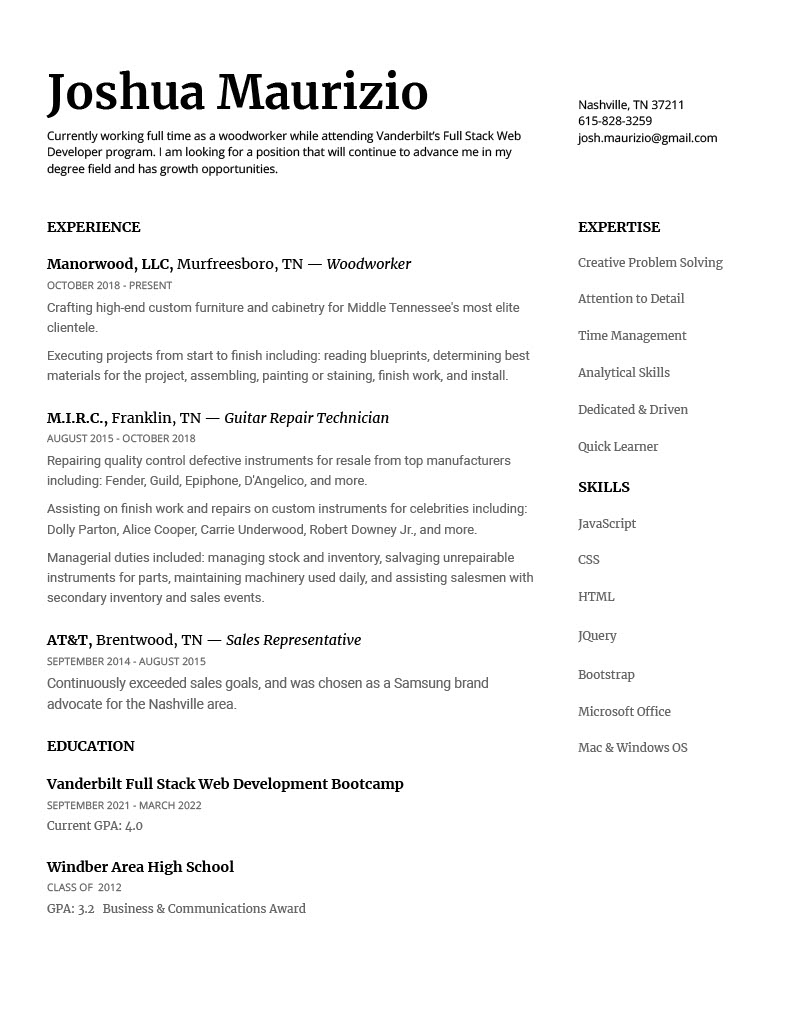 Joshua Maurizio
Currently working full time as a woodworker while attending Vanderbilt's Full Stack Web
Developer program. I am looking for a position that will continue to advance me in my
degree field and has growth opportunities.
Nashville, TN 37211
615-828-3259
josh.maurizio@gmail.com
EXPERIENCE
Manorwood, LLC, Murfreesboro, TN — Woodworker
OCTOBER 2018 - PRESENT
Crafting high-end custom furniture and cabinetry for Middle Tennessee's most elite
clientele.
Executing projects from start to finish including: reading blueprints, determining best
materials for the project, assembling, painting or staining, finish work, and install.
M.I.R.C., Franklin, TN — Guitar Repair Technician
AUGUST 2015 - OCTOBER 2018
Repairing quality control defective instruments for resale from top manufacturers
including: Fender, Guild, Epiphone, D'Angelico, and more.
Assisting on finish work and repairs on custom instruments for celebrities including:
Dolly Parton, Alice Cooper, Carrie Underwood, Robert Downey Jr., and more.
Managerial duties included: managing stock and inventory, salvaging unrepairable
instruments for parts, maintaining machinery used daily, and assisting salesmen with
secondary inventory and sales events.
AT&T, Brentwood, TN — Sales Representative
SEPTEMBER 2014 - AUGUST 2015
Continuously exceeded sales goals, and was chosen as a Samsung brand
advocate for the Nashville area.
EDUCATION
Vanderbilt Full Stack Web Development Bootcamp
SEPTEMBER 2021 - MARCH 2022
Current GPA: 4.0
Windber Area High School
CLASS OF 2012
GPA: 3.2 Business & Communications Award
EXPERTISE
Creative Problem Solving
Attention to Detail
Time Management
Analytical Skills
Dedicated & Driven
Quick Learner
SKILLS
JavaScript
CSS
HTML
JQuery
Bootstrap
Microsoft Office
Mac & Windows OS